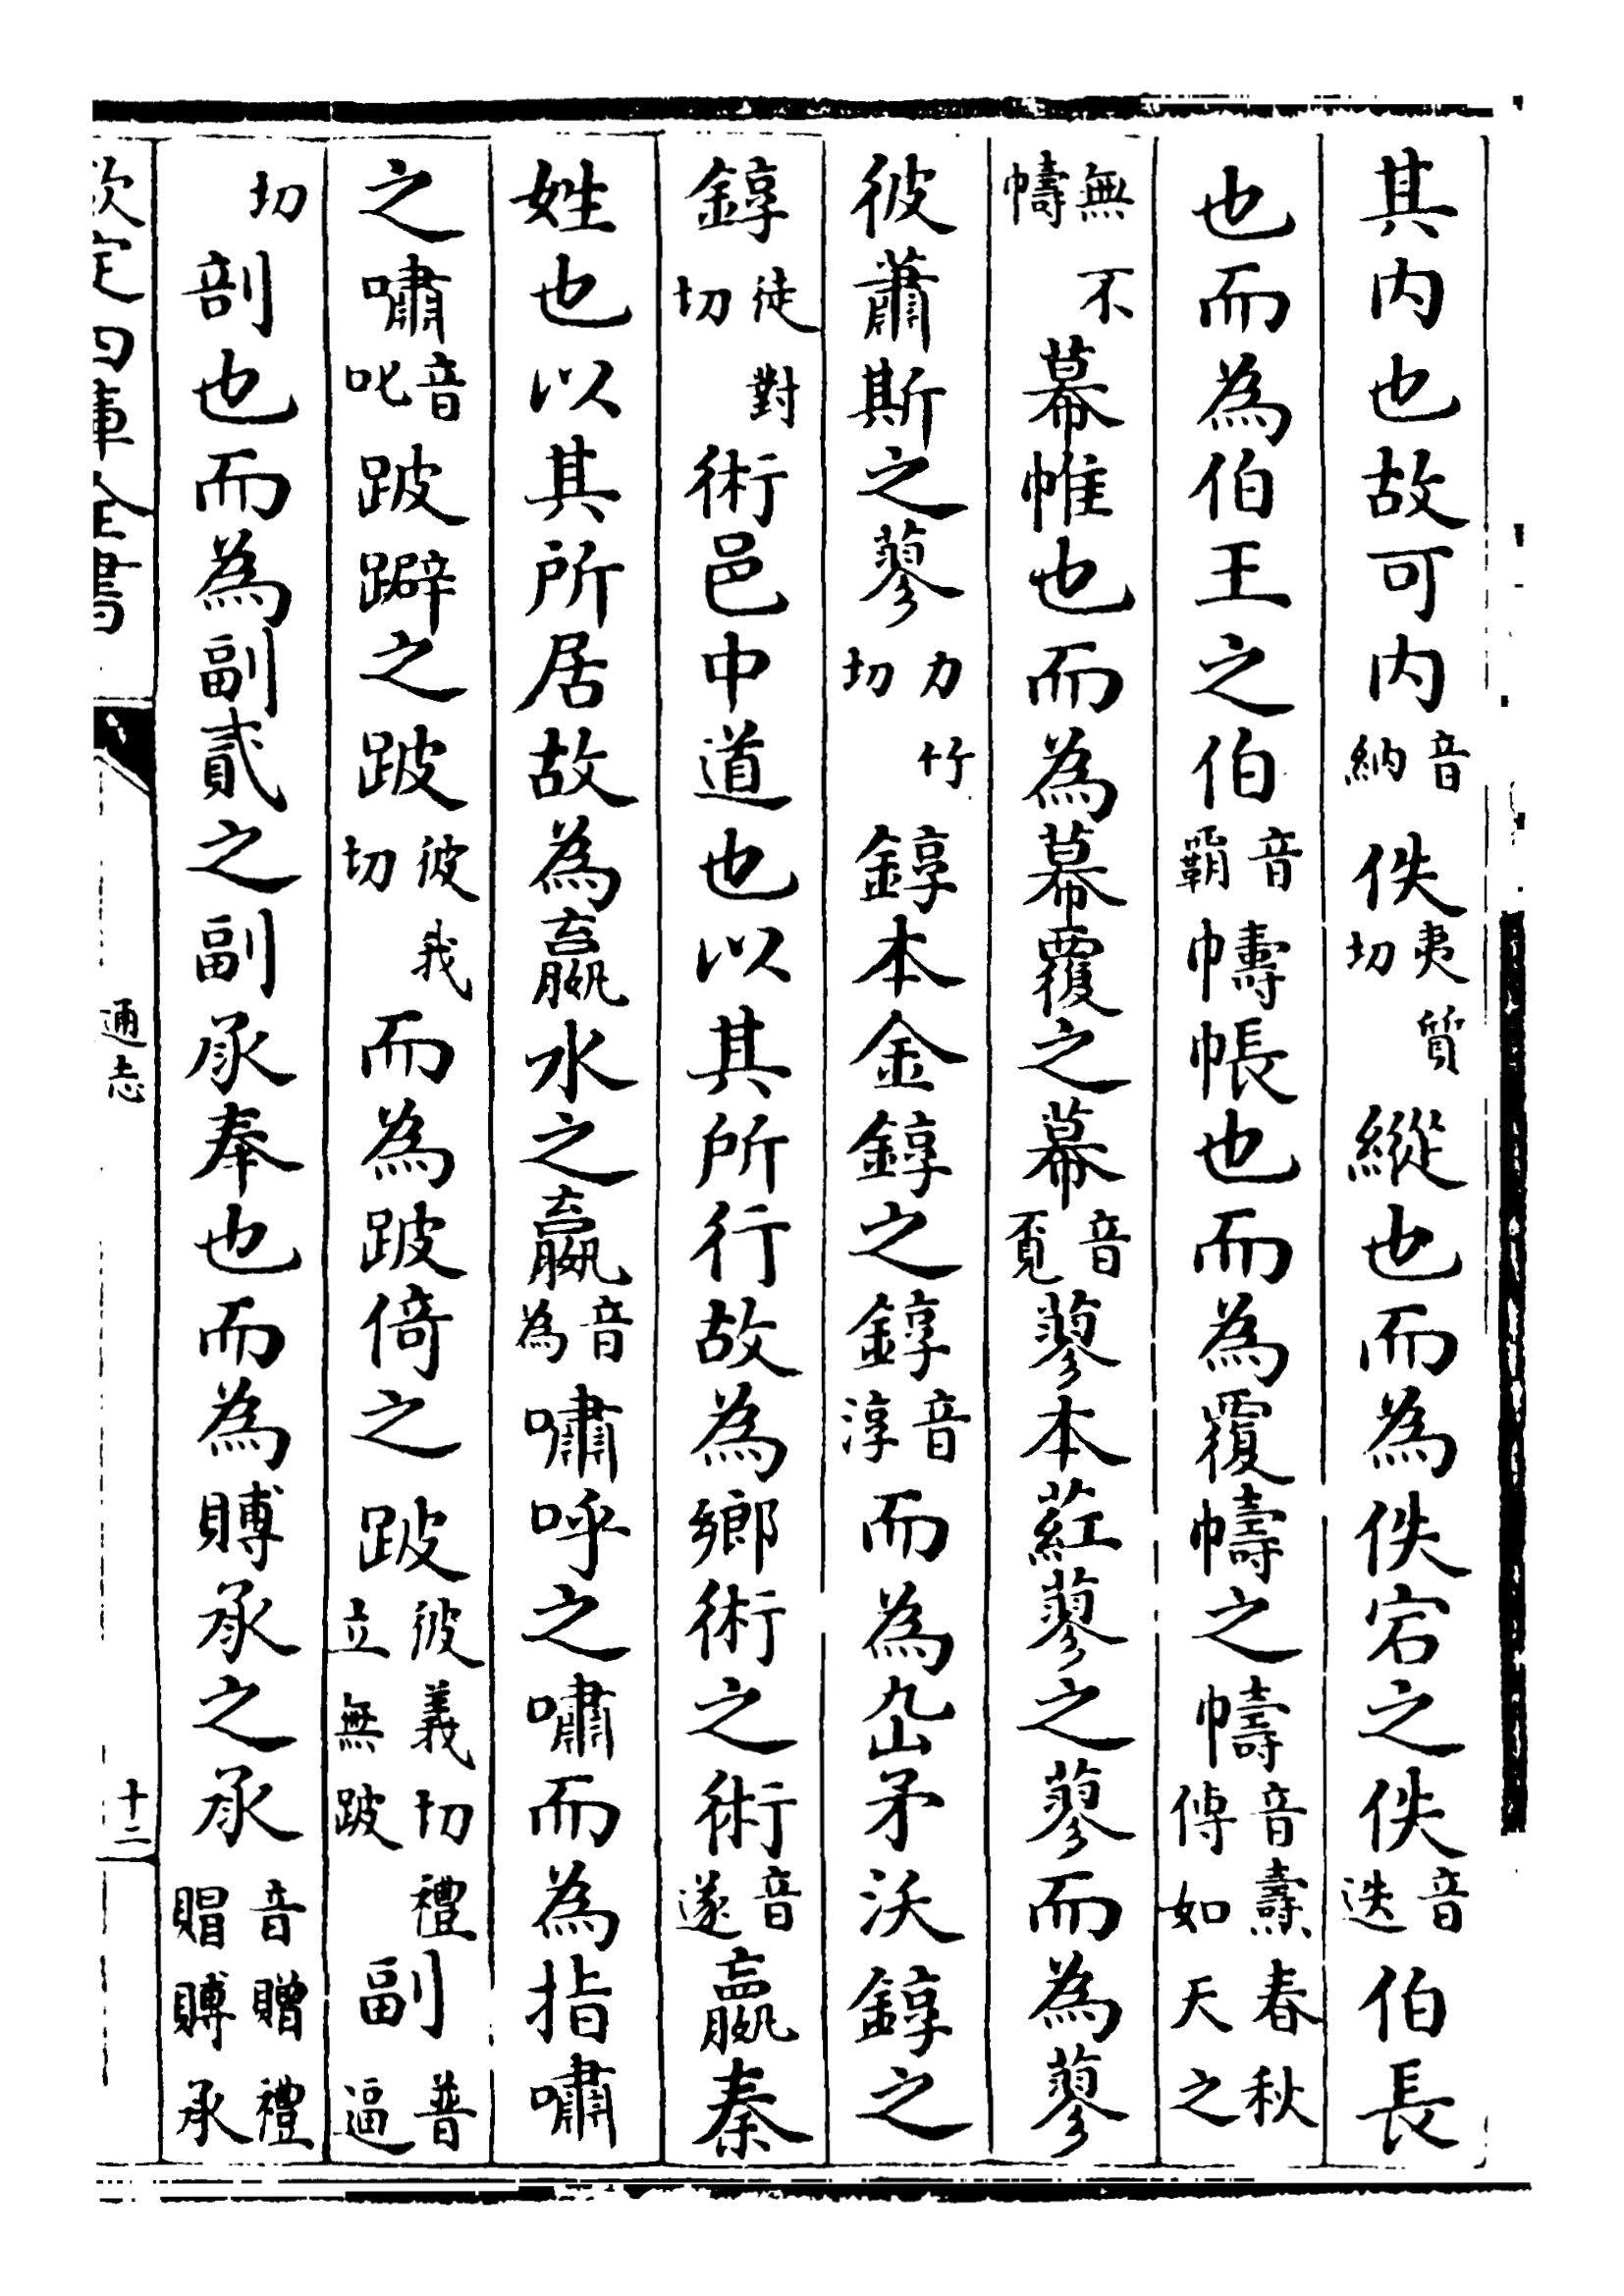 其内也故可内音納佚夷質切縱也而為佚宕之佚音迭伯長
也而為伯王之伯音霸幬帳也而為覆幬之幬音燾春秋傳如天之
無不幬幕帷也而為幕覆之幕音覓蓼本葒蓼之蓼而為蓼
彼蕭斯之蓼力竹切錞本金錞之錞音淳而為厹矛沃錞之
錞徒對切術邑中道也以其所行故為鄉術之術音遂嬴秦
姓也以其所居故為嬴水之嬴音為嘯呼之嘯而為指嘯
之嘯音叱跛躃之跛彼我切而為跛倚之跛彼義切禮立無跛副普逼
切剖也而為副貳之副承奉也而為賻承之承音贈禮賵賻承
欽定四庫全書
通志
十二